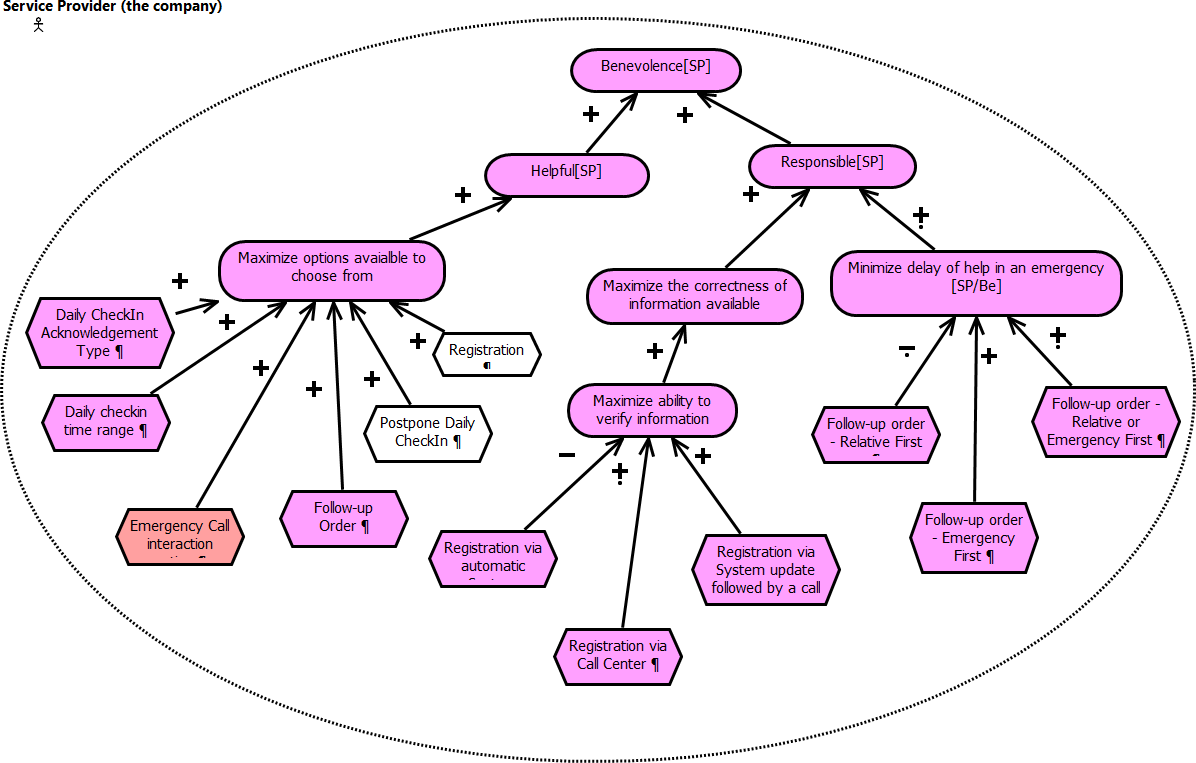 Service Provider (the company)
Benevolence[SP]
Helpful[SP]
Responsible[SP]
Maximize options avaialble to
choose from
Maximize the correctness of
information available
Minimize delay of help in an emergency
[SP/Be]
Daily CheckIn
Acknowledgement
Type ¶
Daily checkin
time range ¶
Registration
¶
Postpone Daily
CheckIn ¶
Maximize ability to
verify information
Follow-up order
- Relative First
Follow-up order -
Relative or
Emergency First ¶
Emergency Call
interaction
Follow-up
Order ¶
Registration via
automatic
Registration via
System update
followed by a call
Follow-up order
- Emergency
First ¶
Registration via
Call Center ¶